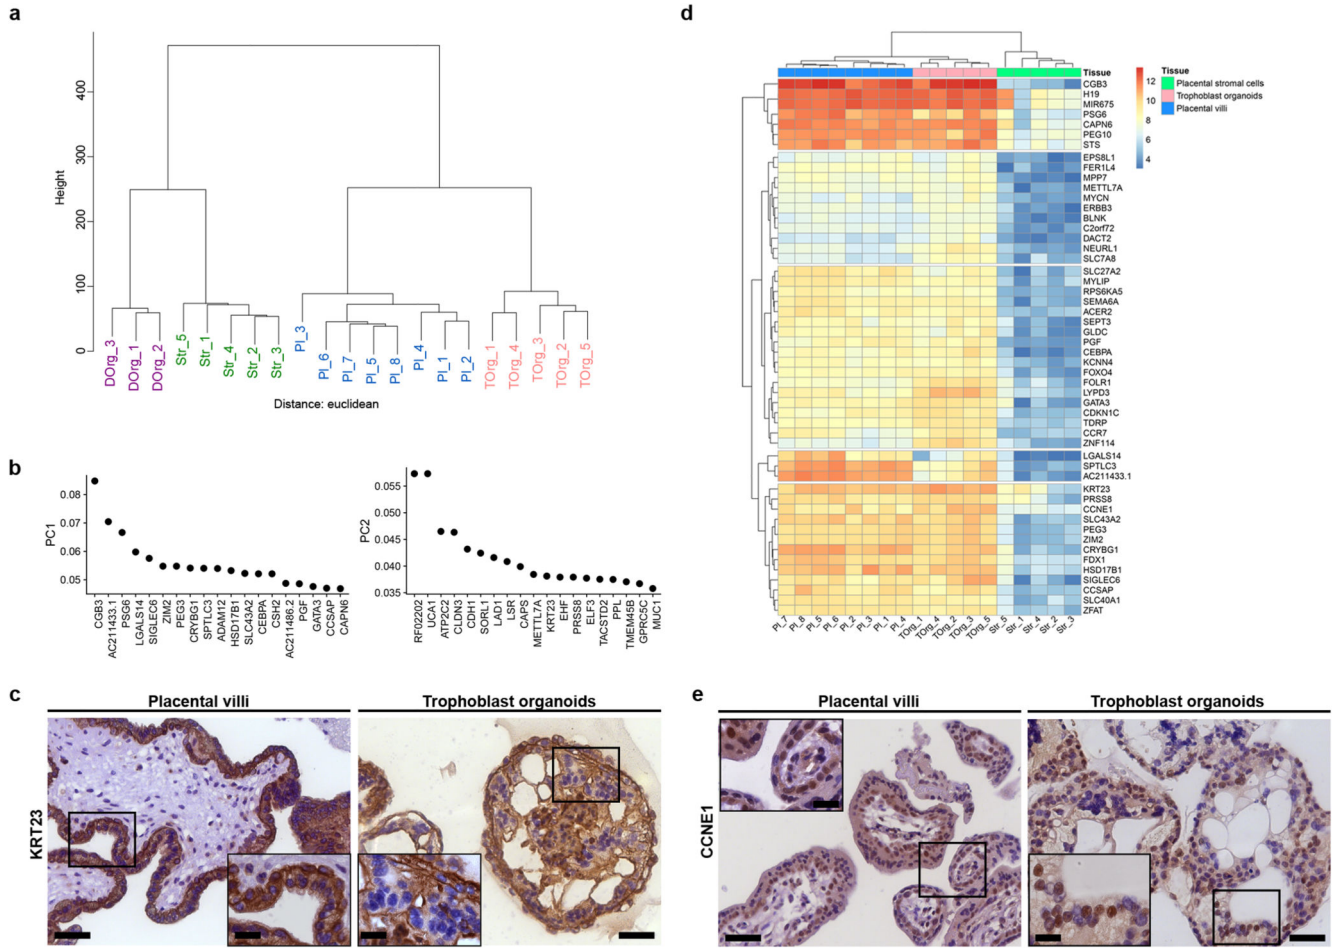 a
Height
400
300
200
100
0
DOrg_3
DOrg_1
DOrg_2
Str_5
Str_1
Str_4
Str_2
Str_3
Pl_3
Pl_6
Pl_7
Pl_5
Pl_8
Pl_4
Pl_1
Pl_2
TOrg_1
TOrg_4
TOrg_3
TOrg_2
TOrg_5
Distance: euclidean
b
PC1
0.08
0.07
0.06
0.05
CGB3
AC211433.1
PSG6
LGALS14
SIGLEC6
ZIM2
PEG3
CRYBG1
SPTLC3
ADAM12
HSD17B1
SLC43A2
CEBPA
CSH2
AC211486.2
PGF
GATA3
CCSAP
CAPN6
PC2
0.055
0.050
0.045
0.040
0.035
RF02202
UCA1
ATP2C2
CLDN3
CDH1
SORL1
LAD1
LSR
CAPS
METTL7A
KRT23
EHF
PRSS8
ELF3
TACSTD2
PPL
TMEM45B
GPRC5C
MUC1
c
Placental villi
Trophoblast organoids
KRT23
d
Tissue
CGB3
H19
MIR675
PSG6
CAPN6
PEG10
STS
EPS8L1
FER1L4
MPP7
METTL7A
MYCN
ERBB3
BLNK
C2orf72
DACT2
NEURL1
SLC7A8
SLC27A2
MYLIP
RPS6KA5
SEMA6A
ACER2
SEPT3
GLDC
PGF
CEBPA
KCNN4
FOXO4
FOLR1
LYPD3
GATA3
CDKN1C
TDRP
CCR7
ZNF114
LGALS14
SPTLC3
AC211433.1
KRT23
PRSS8
CCNE1
SLC43A2
PEG3
ZIM2
CRYBG1
FDX1
HSD17B1
SIGLEC6
CCSAP
SLC40A1
ZFAT
Pl_7
Pl_8
Pl_5
Pl_6
Pl_2
Pl_3
Pl_1
Pl_4
TOrg_1
TOrg_4
TOrg_2
TOrg_3
TOrg_5
Str_5
Str_1
Str_4
Str_2
Str_3
12
10
8
6
4
Tissue
Placental stromal cells
Trophoblast organoids
Placental villi
e
Placental villi
Trophoblast organoids
CCNE1